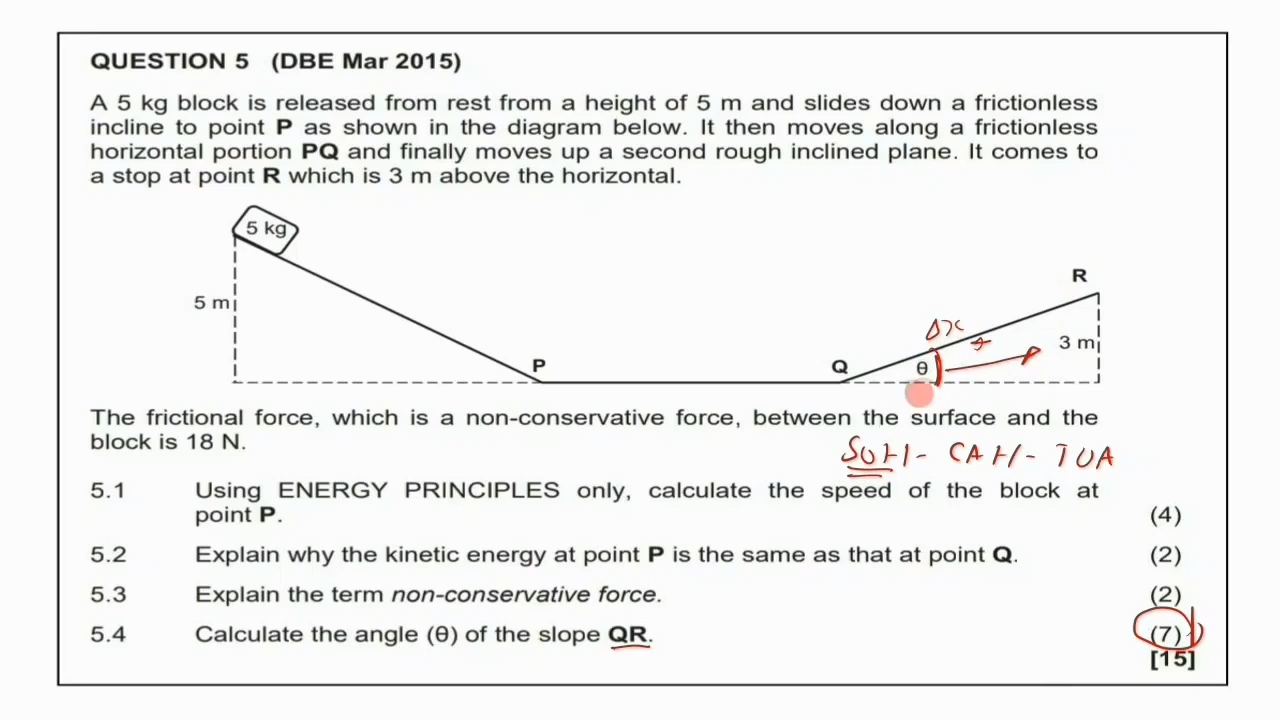 QUESTION 5 (DBE Mar 2015)
A 5 kg block is released from rest from a height of 5 m and slides down a frictionless
incline to point P as shown in the diagram below. It then moves along a frictionless
horizontal portion PQ and finally moves up a second rough inclined plane. It comes to
a stop at point R which is 3 m above the horizontal.
5 kg
R
5 m
Δx
3 m
P
Q
θ
The frictional force, which is a non-conservative force, between the surface and the
block is 18 N.
SOH - CAH - TOA
5.1 Using ENERGY PRINCIPLES only, calculate the speed of the block at
point P. (4)
5.2 Explain why the kinetic energy at point P is the same as that at point Q. (2)
5.3 Explain the term non-conservative force. (2)
5.4 Calculate the angle (θ) of the slope QR. (7)
[15]